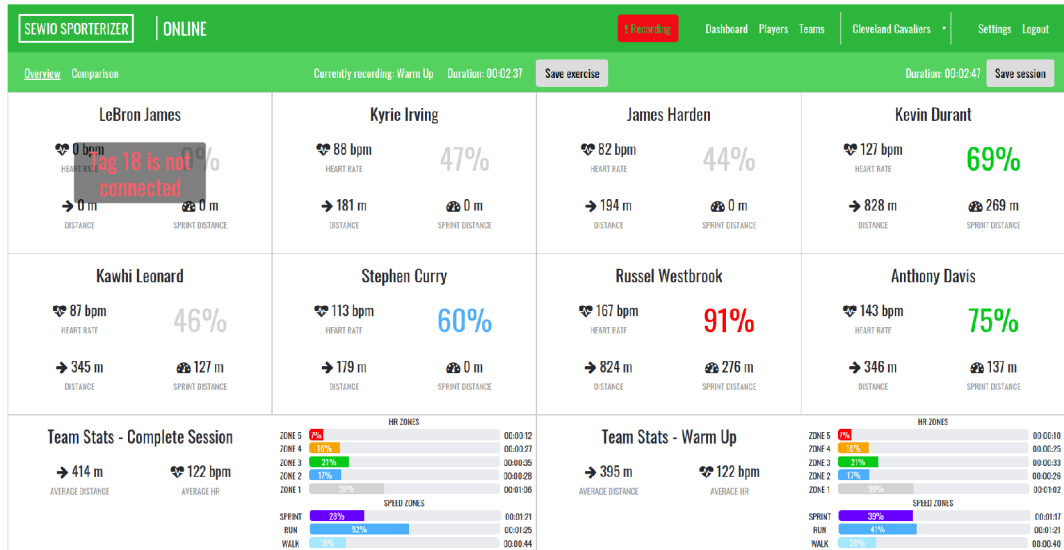 SEWIO SPORTERIZER ONLINE ! Recording Dashboard Players Teams Cleveland Cavaliers Settings Logout
Overview Comparison Currently recording: Warm Up Duration: 00:02:37 Save exercise Duration: 00:02:47 Save session
LeBron James
0 bpm 0%
HEART RATE
Tag 18 is not
connected
0 m 0 m
DISTANCE SPRINT DISTANCE
Kyrie Irving
88 bpm 47%
HEART RATE
181 m 0 m
DISTANCE SPRINT DISTANCE
James Harden
82 bpm 44%
HEART RATE
194 m 0 m
DISTANCE SPRINT DISTANCE
Kevin Durant
127 bpm 69%
HEART RATE
828 m 269 m
DISTANCE SPRINT DISTANCE
Kawhi Leonard
87 bpm 46%
HEART RATE
345 m 127 m
DISTANCE SPRINT DISTANCE
Stephen Curry
113 bpm 60%
HEART RATE
179 m 0 m
DISTANCE SPRINT DISTANCE
Russel Westbrook
167 bpm 91%
HEART RATE
824 m 276 m
DISTANCE SPRINT DISTANCE
Anthony Davis
143 bpm 75%
HEART RATE
346 m 137 m
DISTANCE SPRINT DISTANCE
Team Stats - Complete Session
414 m 122 bpm
AVERAGE DISTANCE AVERAGE HR
HR ZONES
ZONE 5 7% 00:00:12
ZONE 4 16% 00:00:27
ZONE 3 21% 00:00:35
ZONE 2 17% 00:00:28
ZONE 1 39% 00:01:06
SPEED ZONES
SPRINT 28% 00:01:21
RUN 52% 00:01:25
WALK 19% 00:00:44
Team Stats - Warm Up
395 m 122 bpm
AVERAGE DISTANCE AVERAGE HR
HR ZONES
ZONE 5 7% 00:00:10
ZONE 4 16% 00:00:25
ZONE 3 21% 00:00:33
ZONE 2 17% 00:00:26
ZONE 1 39% 00:01:02
SPEED ZONES
SPRINT 39% 00:01:17
RUN 41% 00:01:21
WALK 20% 00:00:40